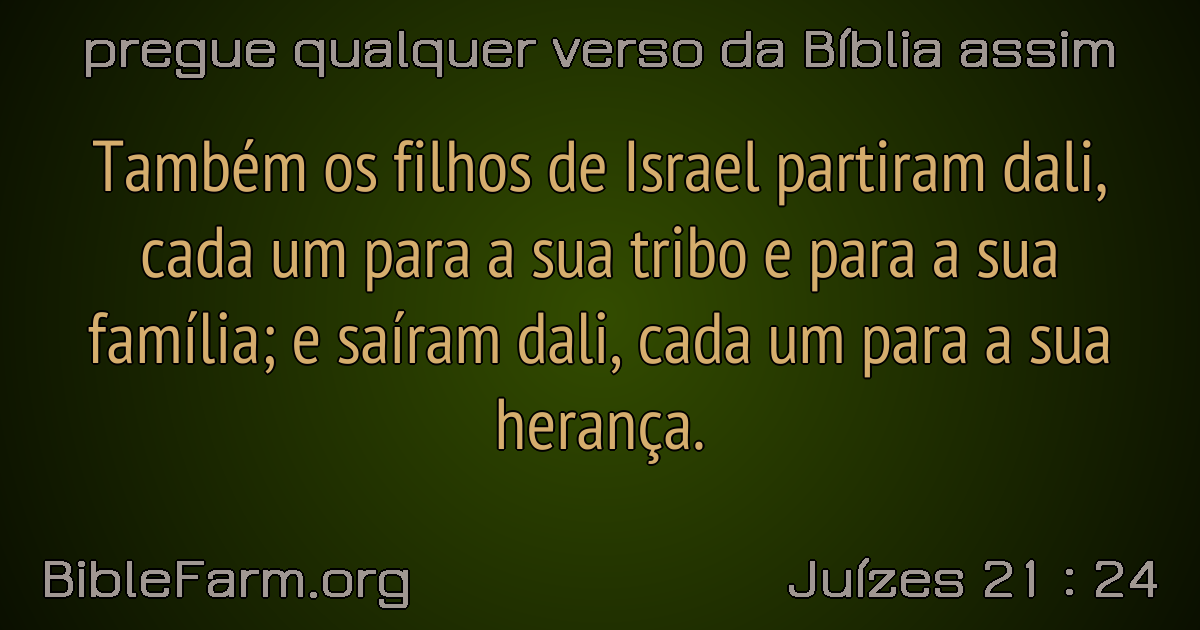 pregue qualquer verso da Bíblia assim
Também os filhos de Israel partiram dali,
cada um para a sua tribo e para a sua
família; e saíram dali, cada um para a sua
herança.
BibleFarm.org
Juízes 21 : 24